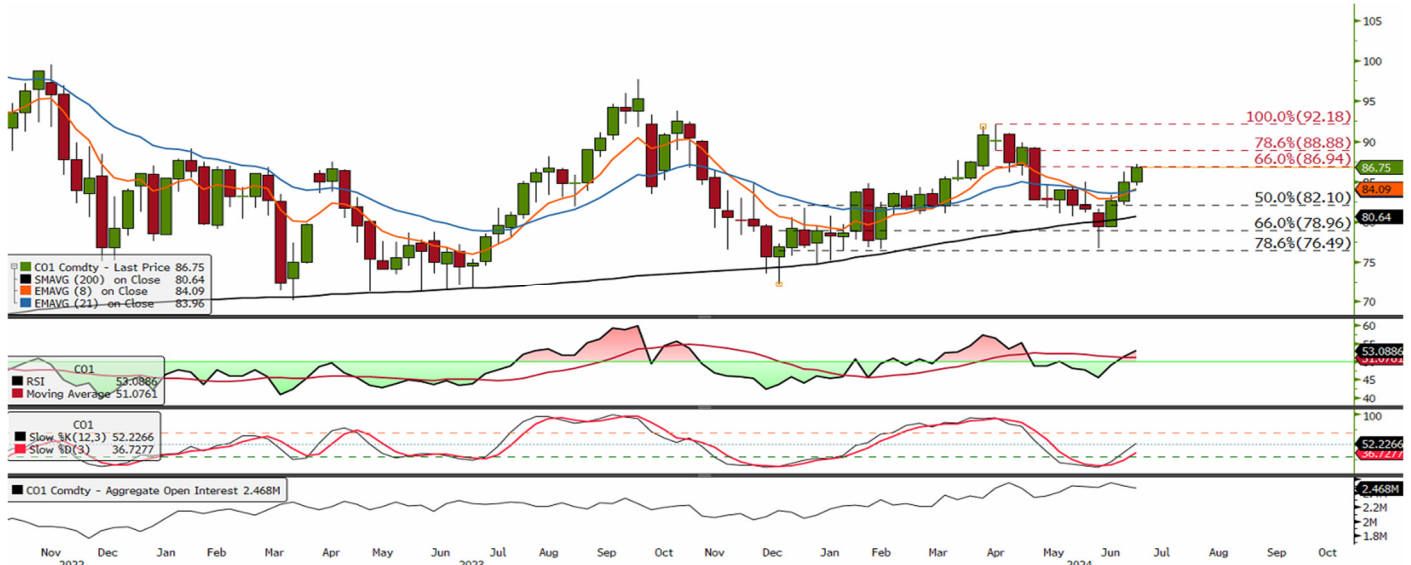 105
100
95
90
85
75
70
100.0%(92.18)
78.6%(88.88)
66.0%(86.94)
50.0%(82.10)
66.0%(78.96)
78.6%(76.49)
86.75
84.09
80.64
CO1 Comdty - Last Price 86.75
SMAVG (200) on Close 80.64
EMAVG (8) on Close 84.09
EMAVG (21) on Close 83.96
60
55
45
40
53.0886
51.0761
CO1
RSI 53.0886
Moving Average 51.0761
100
52.2266
36.7277
CO1
Slow %K(12,3) 52.2266
Slow %D(3) 36.7277
CO1 Comdty - Aggregate Open Interest 2.468M
2.468M
2.2M
2M
1.8M
Nov Dec Jan Feb Mar Apr May Jun Jul Aug Sep Oct Nov Dec Jan Feb Mar Apr May Jun Jul Aug Sep Oct
2022 2023 2024